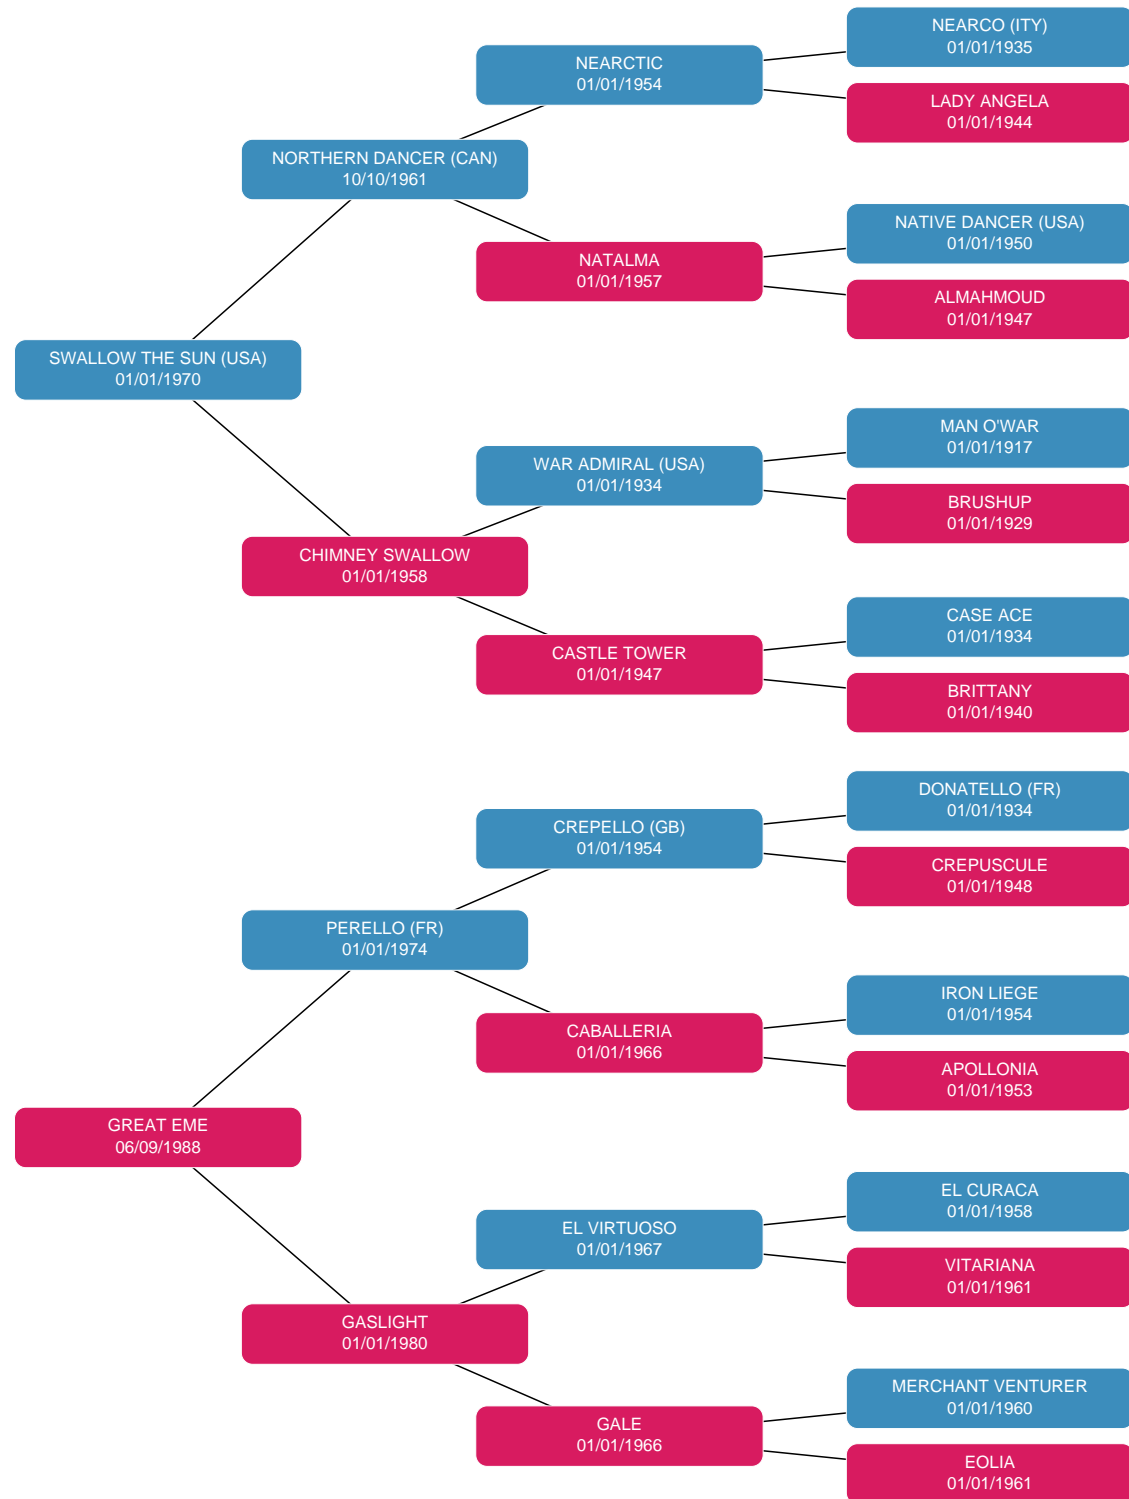 NEARCO (ITY)
01/01/1935
NEARCTIC
01/01/1954
LADY ANGELA
01/01/1944
NORTHERN DANCER (CAN)
10/10/1961
NATIVE DANCER (USA)
01/01/1950
NATALMA
01/01/1957
ALMAHMOUD
01/01/1947
SWALLOW THE SUN (USA)
01/01/1970
MAN O'WAR
01/01/1917
WAR ADMIRAL (USA)
01/01/1934
BRUSHUP
01/01/1929
CHIMNEY SWALLOW
01/01/1958
CASE ACE
01/01/1934
CASTLE TOWER
01/01/1947
BRITTANY
01/01/1940
DONATELLO (FR)
01/01/1934
CREPELLO (GB)
01/01/1954
CREPUSCULE
01/01/1948
PERELLO (FR)
01/01/1974
IRON LIEGE
01/01/1954
CABALLERIA
01/01/1966
APOLLONIA
01/01/1953
GREAT EME
06/09/1988
EL CURACA
01/01/1958
EL VIRTUOSO
01/01/1967
VITARIANA
01/01/1961
GASLIGHT
01/01/1980
MERCHANT VENTURER
01/01/1960
GALE
01/01/1966
EOLIA
01/01/1961